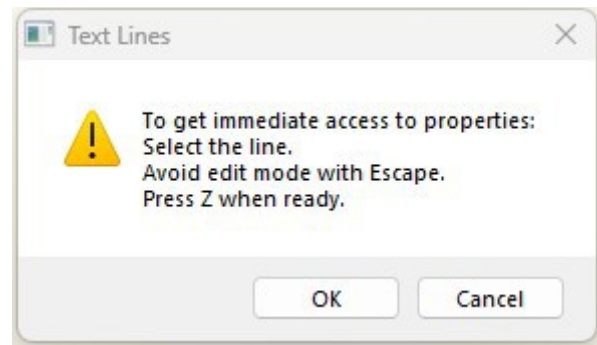 Text Lines
To get immediate access to properties:
Select the line.
Avoid edit mode with Escape.
Press Z when ready.
OK Cancel